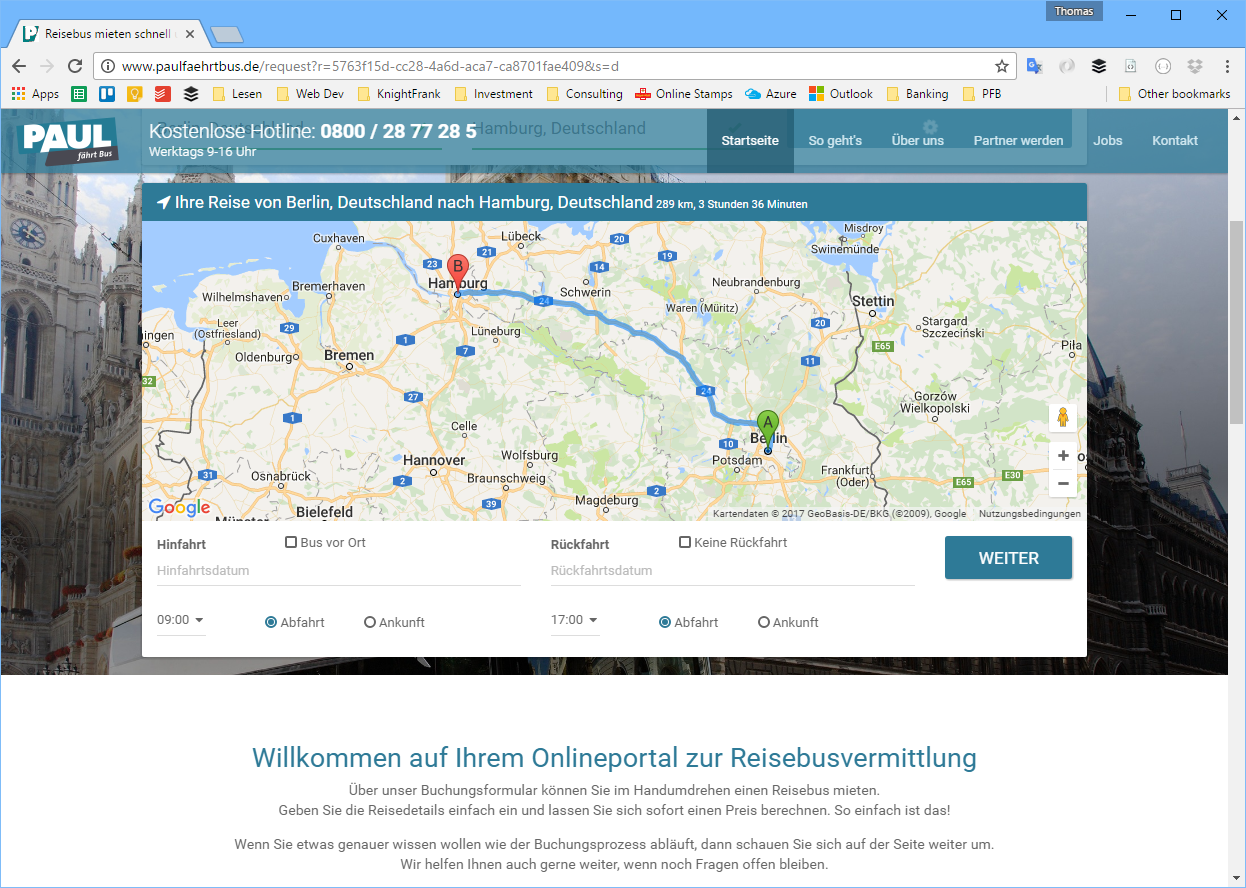 Thomas
Reisebus mieten schnell
www.paulfaehrtbus.de/request?r=5763f15d-cc28-4a6d-aca7-ca8701fae409&s=d
Apps Lesen Web Dev KnightFrank Investment Consulting Online Stamps Azure Outlook Banking PFB Other bookmarks
PAUL
fährt Bus
Kostenlose Hotline: 0800 / 28 77 28 5
Werktags 9-16 Uhr
Berlin, Deutschland
Hamburg, Deutschland
Startseite So geht's Über uns Partner werden Jobs Kontakt
Ihre Reise von Berlin, Deutschland nach Hamburg, Deutschland 289 km, 3 Stunden 36 Minuten
Cuxhaven
Lübeck
20
Misdroy
Swinemünde
21
19
23
B
14
Hamburg
Schwerin
Neubrandenburg
Wilhelmshaven
Bremerhaven
24
Waren (Müritz)
Stettin
Leer
(Ostfriesland)
29
Lüneburg
20
Stargard
Szczeciński
ingen
1
Oldenburg
Bremen
7
E65
Piła
11
32
27
24
Gorzów
Wielkopolski
1
Celle
A
Berlin
10
Hannover
Wolfsburg
Potsdam
31
Osnabrück
2
Braunschweig
Frankfurt
(Oder)
E65
E30
39
Magdeburg
2
Google
Münster
Bielefeld
Kartendaten © 2017 GeoBasis-DE/BKG (©2009), Google Nutzungsbedingungen
Hinfahrt Bus vor Ort
Hinfahrtsdatum
09:00 Abfahrt Ankunft
Rückfahrt Keine Rückfahrt
Rückfahrtsdatum
17:00 Abfahrt Ankunft
WEITER
Willkommen auf Ihrem Onlineportal zur Reisebusvermittlung
Über unser Buchungsformular können Sie im Handumdrehen einen Reisebus mieten.
Geben Sie die Reisedetails einfach ein und lassen Sie sich sofort einen Preis berechnen. So einfach ist das!
Wenn Sie etwas genauer wissen wollen wie der Buchungsprozess abläuft, dann schauen Sie sich auf der Seite weiter um.
Wir helfen Ihnen auch gerne weiter, wenn noch Fragen offen bleiben.